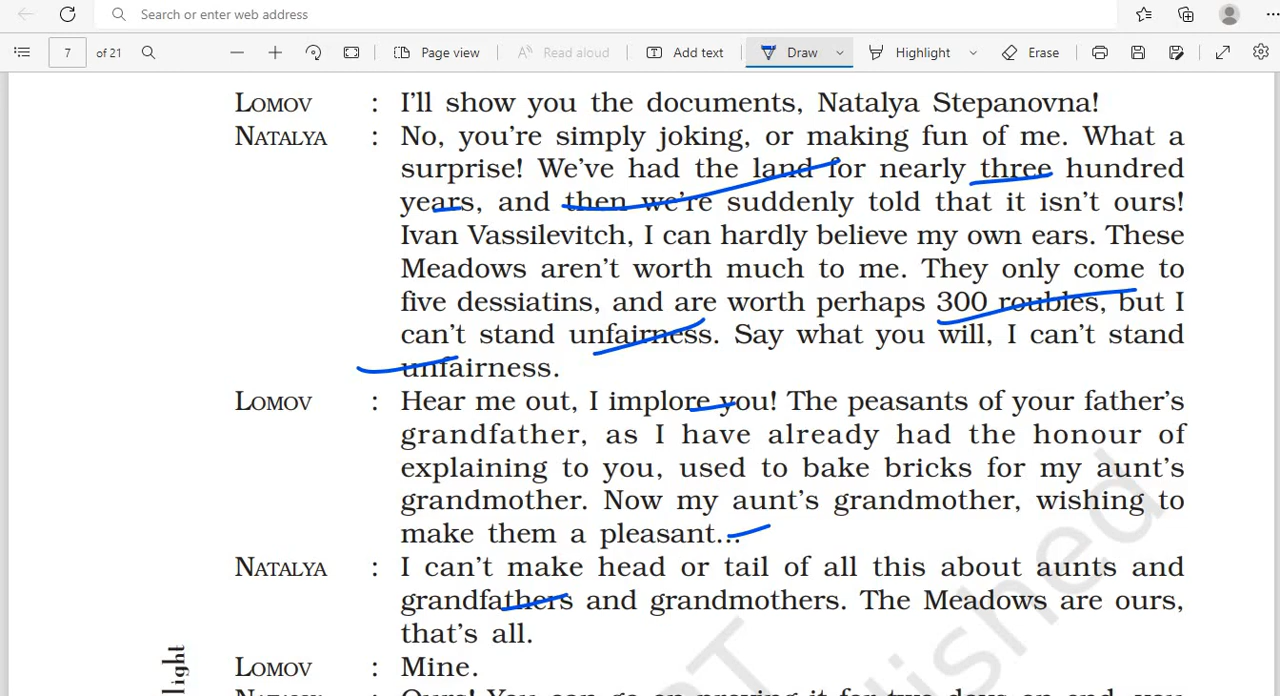 Search or enter web address
7 of 21 Page view Read aloud Add text Draw Highlight Erase
LOMOV : I'll show you the documents, Natalya Stepanovna!
NATALYA : No, you're simply joking, or making fun of me. What a
surprise! We've had the land for nearly three hundred
years, and then we're suddenly told that it isn't ours!
Ivan Vassilevitch, I can hardly believe my own ears. These
Meadows aren't worth much to me. They only come to
five dessiatins, and are worth perhaps 300 roubles, but I
can't stand unfairness. Say what you will, I can't stand
unfairness.
LOMOV : Hear me out, I implore you! The peasants of your father's
grandfather, as I have already had the honour of
explaining to you, used to bake bricks for my aunt's
grandmother. Now my aunt's grandmother, wishing to
make them a pleasant...
NATALYA : I can't make head or tail of all this about aunts and
grandfathers and grandmothers. The Meadows are ours,
that's all.
LOMOV : Mine.
light